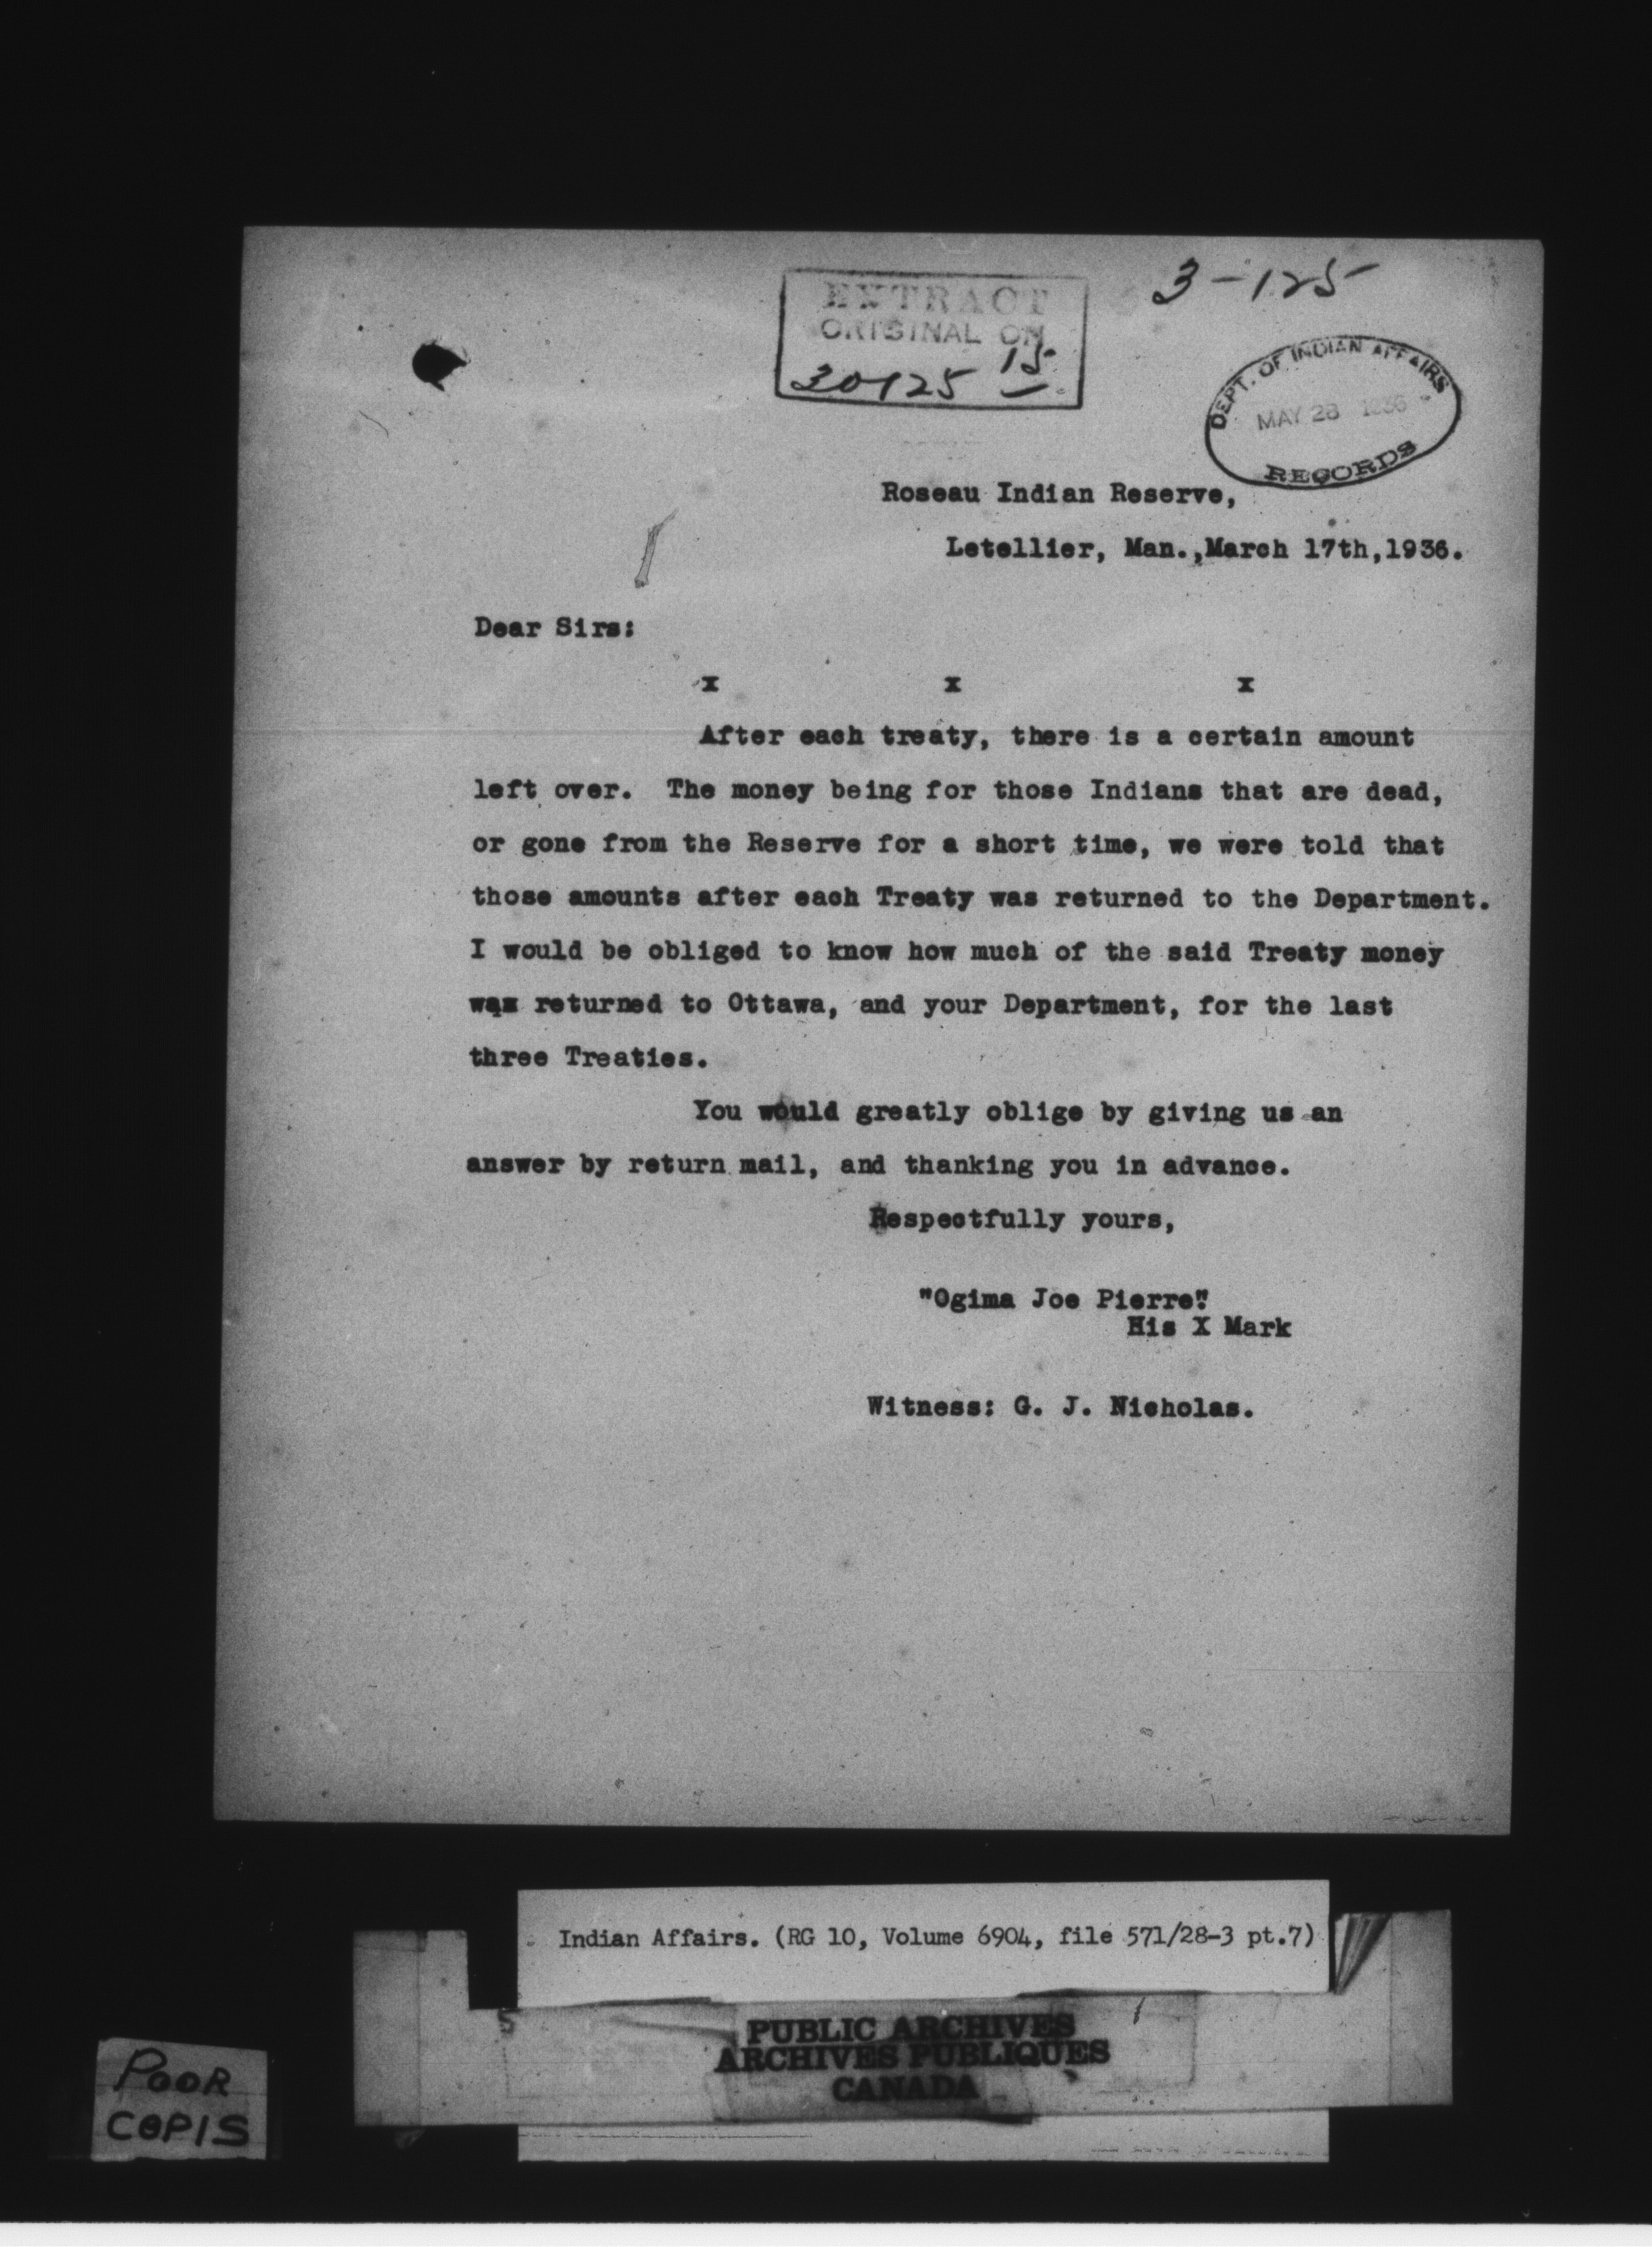 3-125
EXTRACT
ORIGINAL ON
30125 15
DEPT. OF INDIAN AFFAIRS
MAY 28 1936
RECORDS
Roseau Indian Reserve,
Letellier, Man.,March 17th,1936.
Dear Sirs:
x x x
After each treaty, there is a certain amount
left over. The money being for those Indians that are dead,
or gone from the Reserve for a short time, we were told that
those amounts after each Treaty was returned to the Department.
I would be obliged to know how much of the said Treaty money
was returned to Ottawa, and your Department, for the last
three Treaties.
You would greatly oblige by giving us an
answer by return mail, and thanking you in advance.
Respectfully yours,
"Ogima Joe Pierre".
His X Mark
Witness: G. J. Nicholas.
Indian Affairs. (RG 10, Volume 6904, file 571/28-3 pt.7)
PUBLIC ARCHIVES
ARCHIVES PUBLIQUES
CANADA
POOR
COPIS